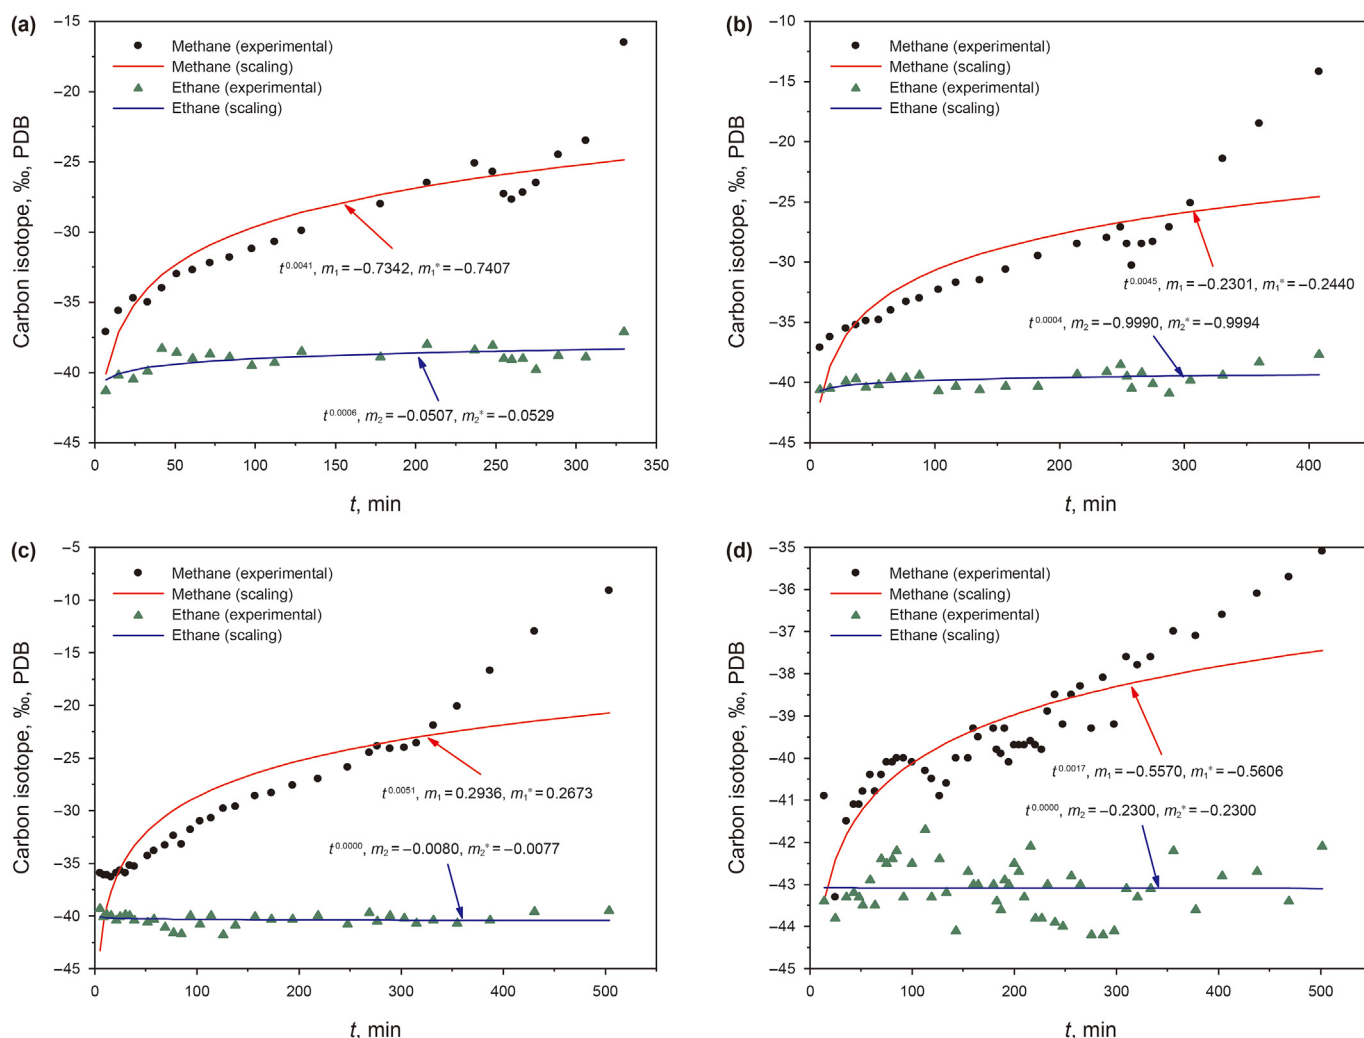 (a)
−15
−20
−25
−30
−35
−40
−45
Carbon isotope, ‰, PDB
Methane (experimental)
Methane (scaling)
Ethane (experimental)
Ethane (scaling)
t^0.0041, m₁ = −0.7342, m₁* = −0.7407
t^0.0006, m₂ = −0.0507, m₂* = −0.0529
0 50 100 150 200 250 300 350
t, min
(b)
−10
−15
−20
−25
−30
−35
−40
−45
Carbon isotope, ‰, PDB
Methane (experimental)
Methane (scaling)
Ethane (experimental)
Ethane (scaling)
t^0.0045, m₁ = −0.2301, m₁* = −0.2440
t^0.0004, m₂ = −0.9990, m₂* = −0.9994
0 100 200 300 400
t, min
(c)
−5
−10
−15
−20
−25
−30
−35
−40
−45
Carbon isotope, ‰, PDB
Methane (experimental)
Methane (scaling)
Ethane (experimental)
Ethane (scaling)
t^0.0051, m₁ = 0.2936, m₁* = 0.2673
t^0.0000, m₂ = −0.0080, m₂* = −0.0077
0 100 200 300 400 500
t, min
(d)
−35
−36
−37
−38
−39
−40
−41
−42
−43
−44
−45
Carbon isotope, ‰, PDB
Methane (experimental)
Methane (scaling)
Ethane (experimental)
Ethane (scaling)
t^0.0017, m₁ = −0.5570, m₁* = −0.5606
t^0.0000, m₂ = −0.2300, m₂* = −0.2300
0 100 200 300 400 500
t, min